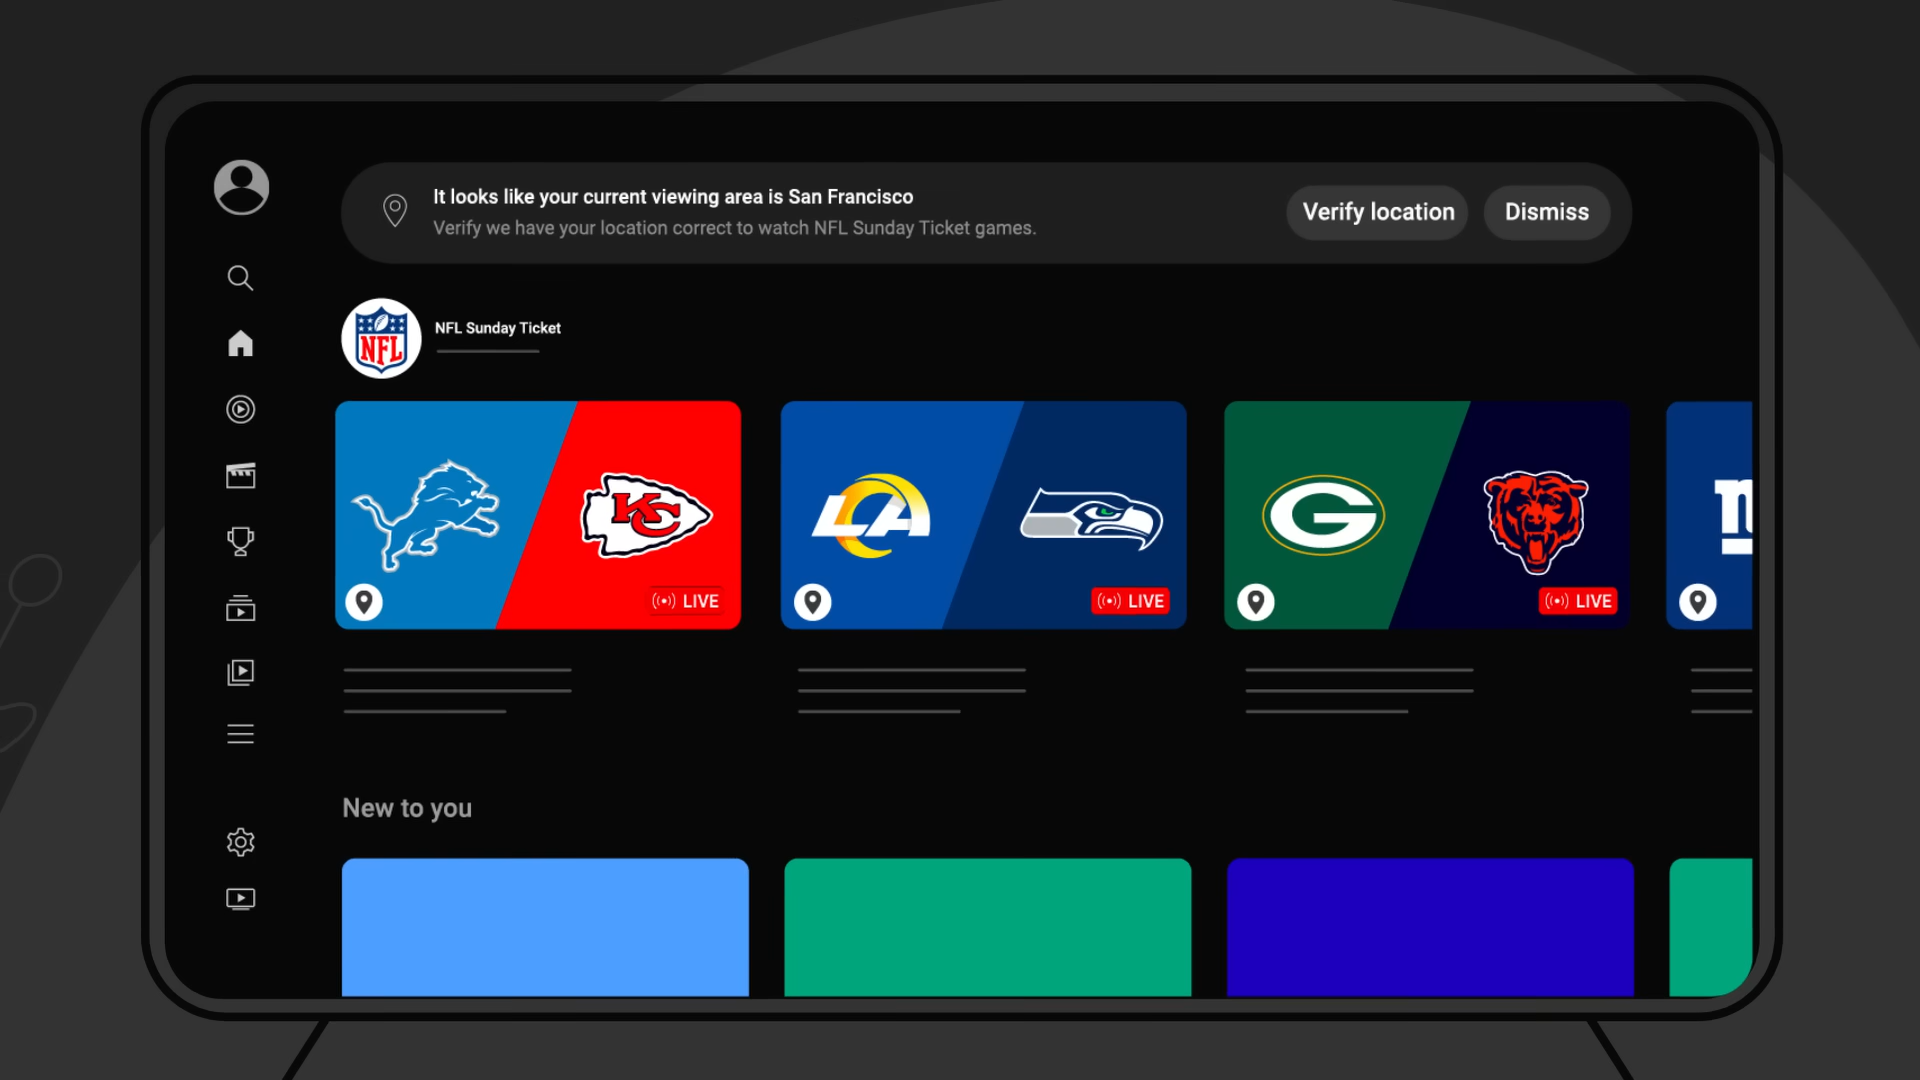 It looks like your current viewing area is San Francisco
Verify we have your location correct to watch NFL Sunday Ticket games.
Verify location
Dismiss
NFL
NFL Sunday Ticket
KC
LA
G
LIVE
LIVE
LIVE
New to you